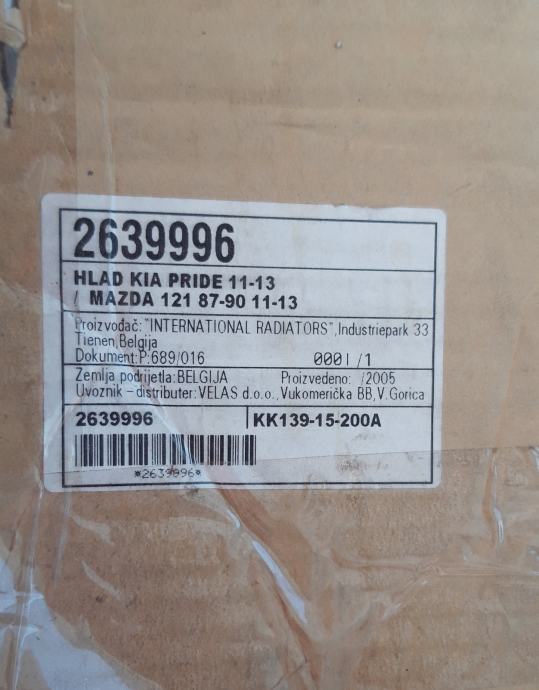 2639996
HLAD KIA PRIDE 11-13
/ MAZDA 121 87-90 11-13
Proizvođač: "INTERNATIONAL RADIATORS", Industriepark 33
Tienen, Belgija
Dokument: P: 689/016 000I / 1
Zemlja podrijetla: BELGIJA Proizvedeno: /2005
Uvoznik - distributer: VELAS d.o.o., Vukomerička BB, V. Gorica
2639996 KK139-15-200A
*2639996*